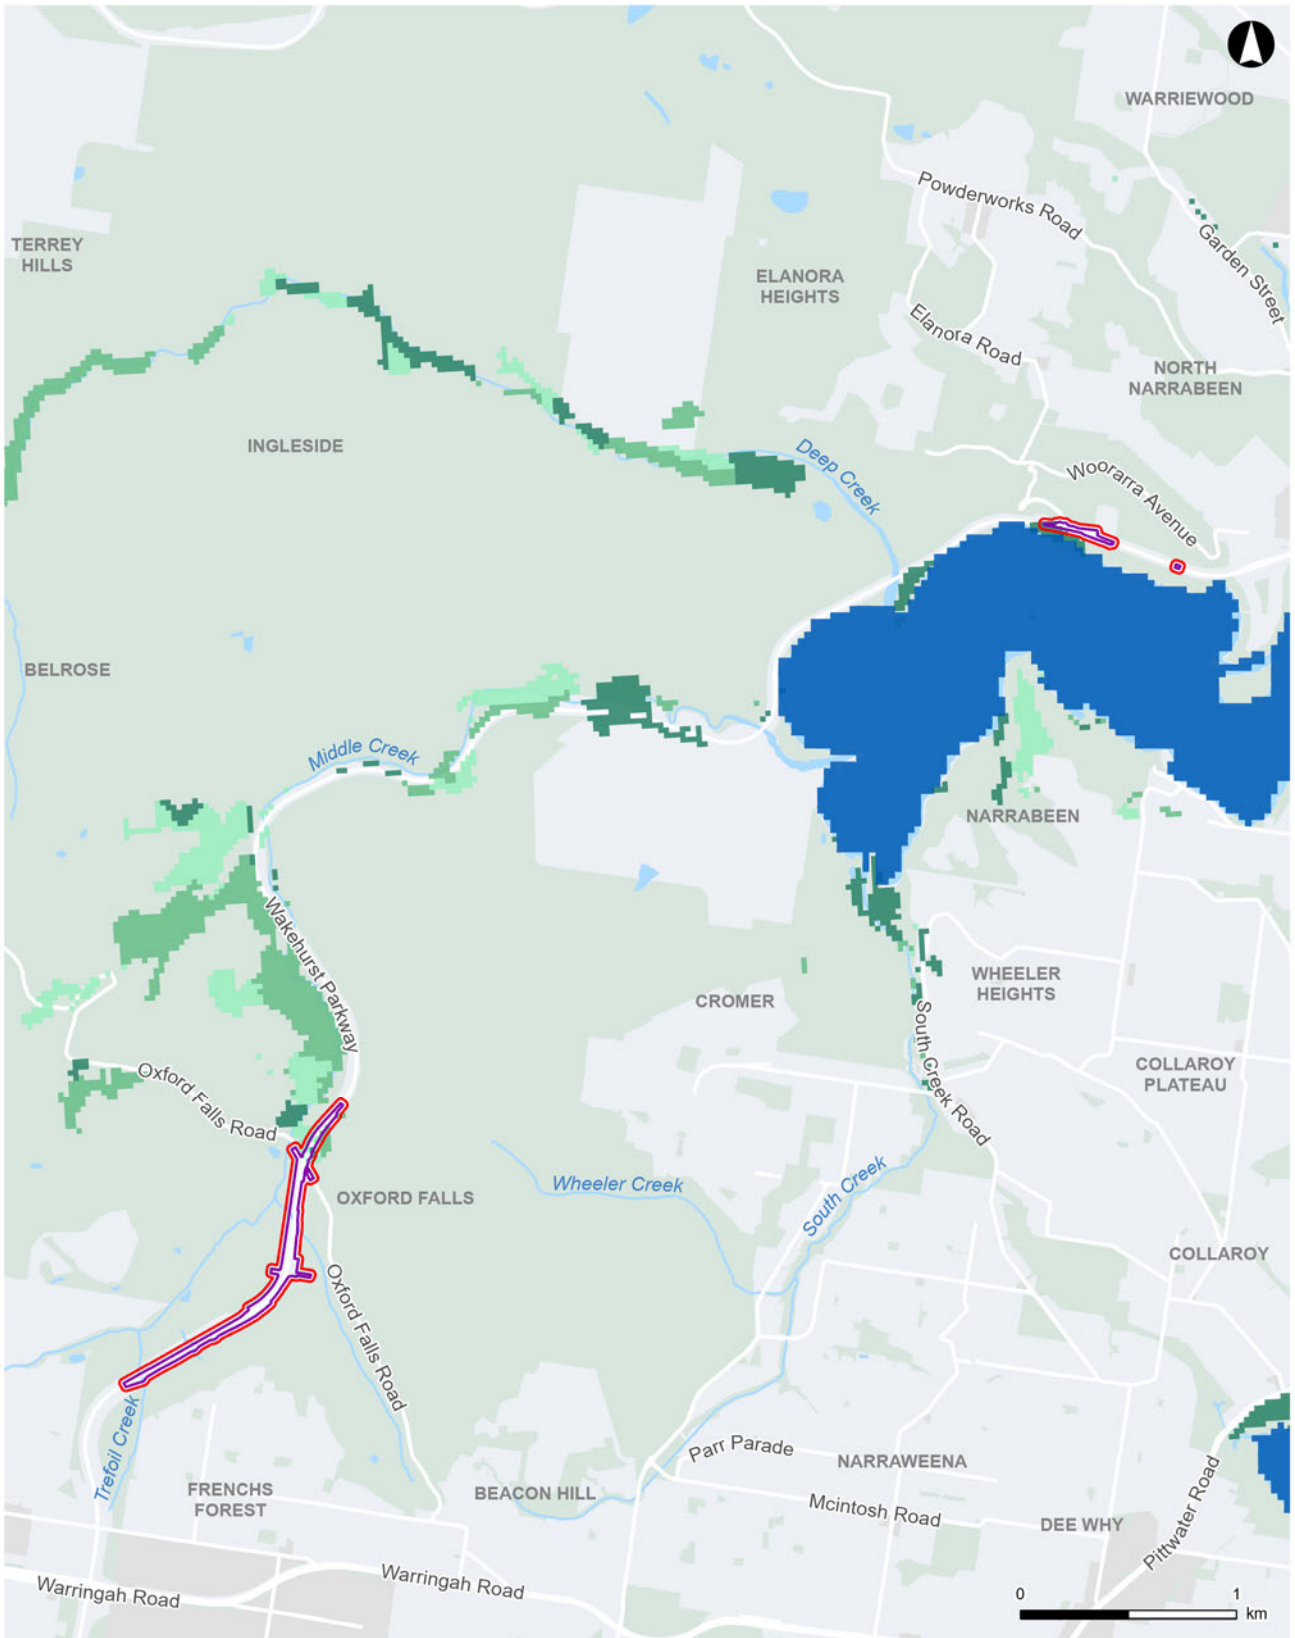 WARRIEWOOD
Powderworks Road
Garden Street
TERREY
HILLS
ELANORA
HEIGHTS
Elanora Road
NORTH
NARRABEEN
INGLESIDE
Deep Creek
Woorarra Avenue
BELROSE
Middle Creek
NARRABEEN
Wakehurst Parkway
WHEELER
HEIGHTS
CROMER
South Creek Road
COLLAROY
PLATEAU
Oxford Falls Road
Wheeler Creek
OXFORD FALLS
South Creek
COLLAROY
Oxford Falls Road
Trefoil Creek
Parr Parade
NARRAWEENA
FRENCHS
FOREST
BEACON HILL
Mcintosh Road
DEE WHY
Pittwater Road
Warringah Road
Warringah Road
0 1
km